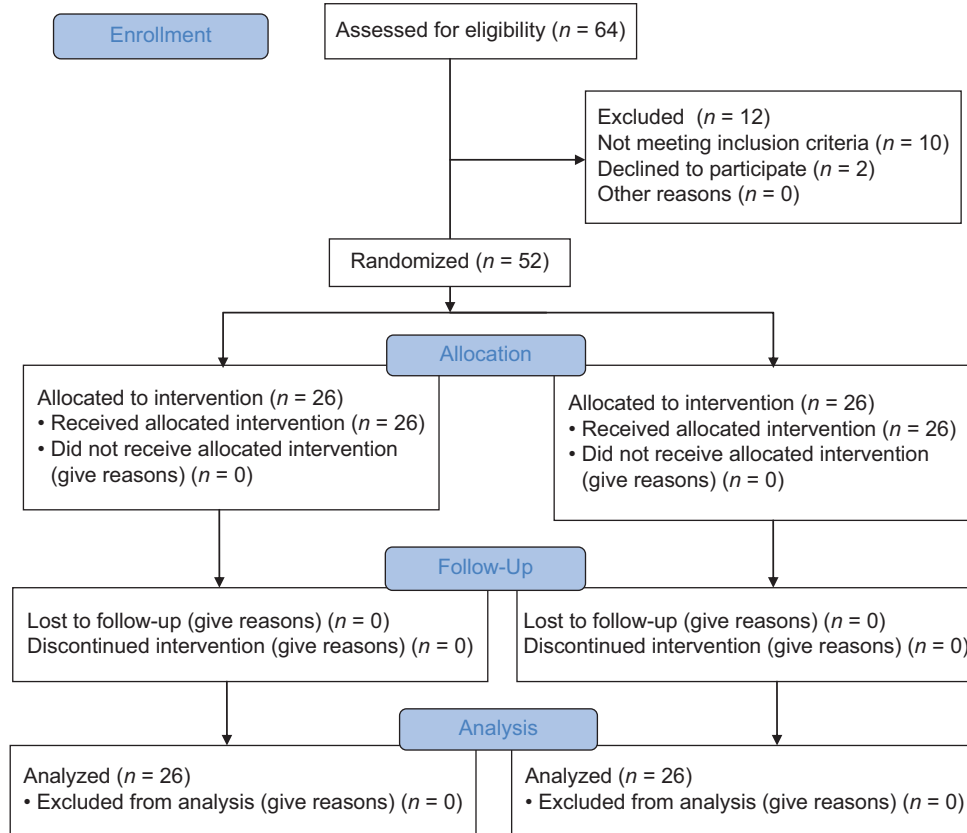 Enrollment
Assessed for eligibility (n = 64)
Excluded (n = 12)
Not meeting inclusion criteria (n = 10)
Declined to participate (n = 2)
Other reasons (n = 0)
Randomized (n = 52)
Allocation
Allocated to intervention (n = 26)
• Received allocated intervention (n = 26)
• Did not receive allocated intervention
(give reasons) (n = 0)
Allocated to intervention (n = 26)
• Received allocated intervention (n = 26)
• Did not receive allocated intervention
(give reasons) (n = 0)
Follow-Up
Lost to follow-up (give reasons) (n = 0)
Discontinued intervention (give reasons) (n = 0)
Lost to follow-up (give reasons) (n = 0)
Discontinued intervention (give reasons) (n = 0)
Analysis
Analyzed (n = 26)
• Excluded from analysis (give reasons) (n = 0)
Analyzed (n = 26)
• Excluded from analysis (give reasons) (n = 0)